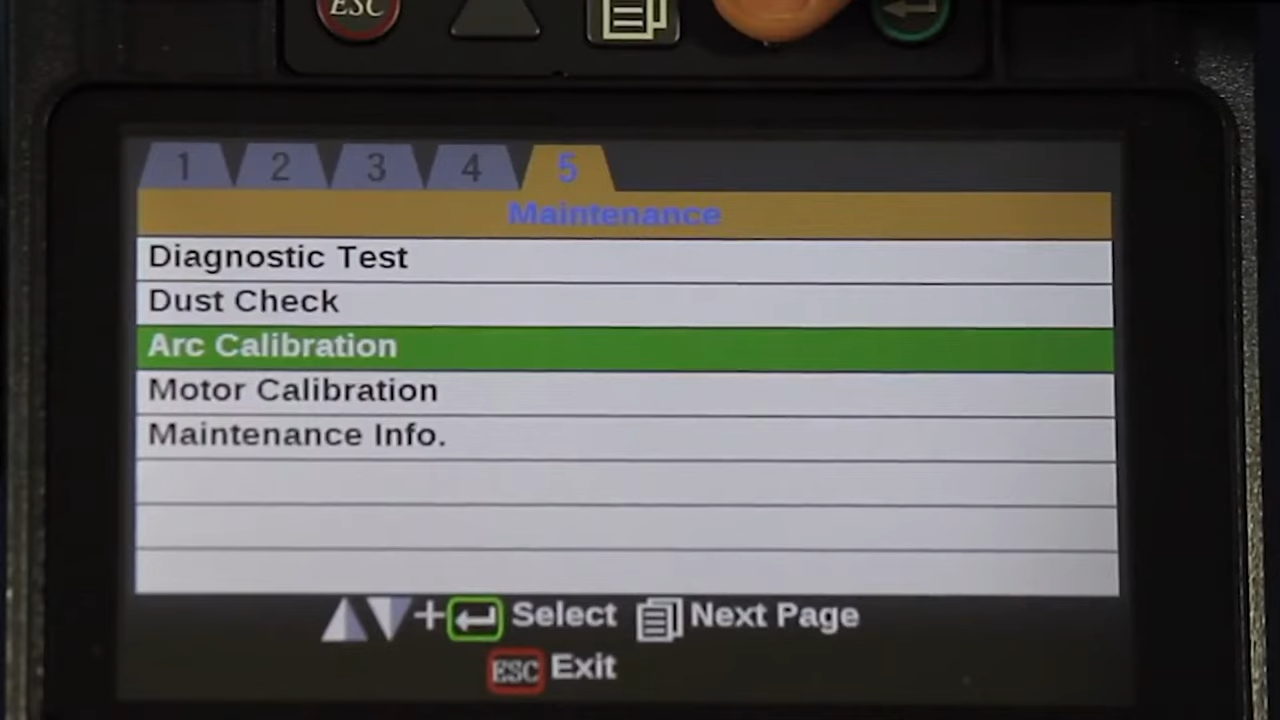 ESC
1 2 3 4 5
Maintenance
Diagnostic Test
Dust Check
Arc Calibration
Motor Calibration
Maintenance Info.
+ Select Next Page
ESC Exit